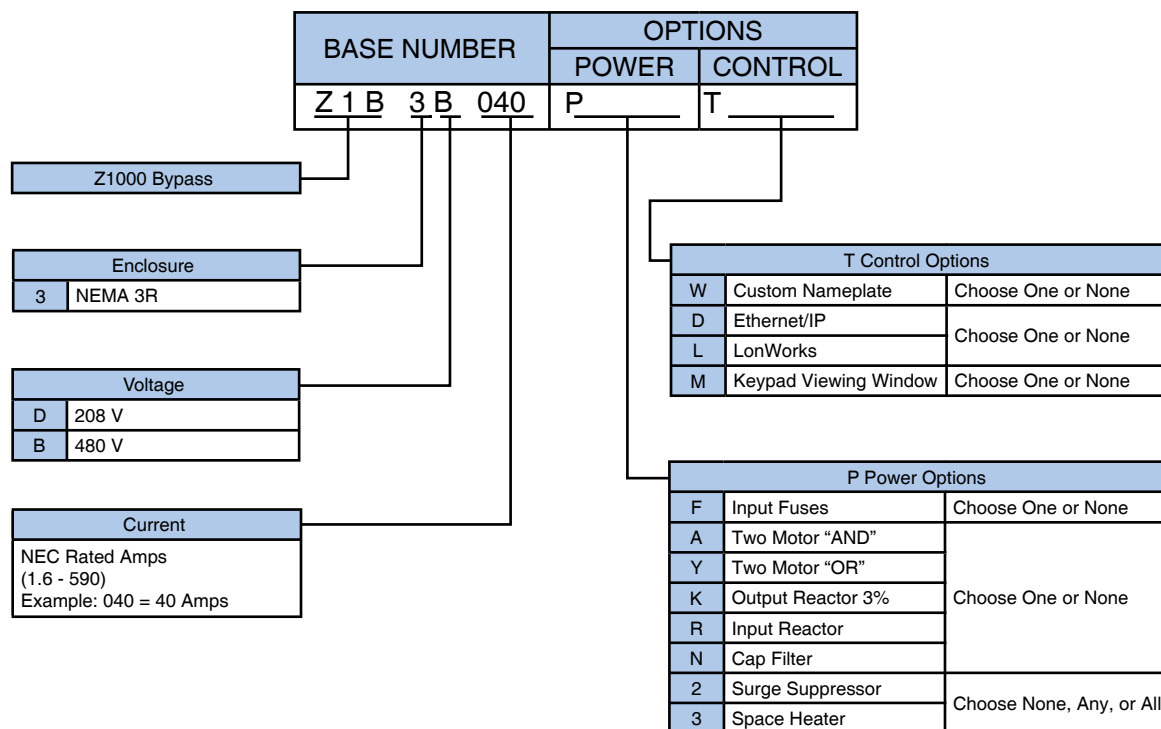 BASE NUMBER
OPTIONS
POWER
CONTROL
Z 1 B 3 B 040
P
T
Z1000 Bypass
Enclosure
3 NEMA 3R
Voltage
D 208 V
B 480 V
Current
NEC Rated Amps
(1.6 - 590)
Example: 040 = 40 Amps
T Control Options
W Custom Nameplate Choose One or None
D Ethernet/IP
Choose One or None
L LonWorks
M Keypad Viewing Window Choose One or None
P Power Options
F Input Fuses Choose One or None
A Two Motor “AND”
Y Two Motor “OR”
K Output Reactor 3% Choose One or None
R Input Reactor
N Cap Filter
2 Surge Suppressor
Choose None, Any, or All
3 Space Heater